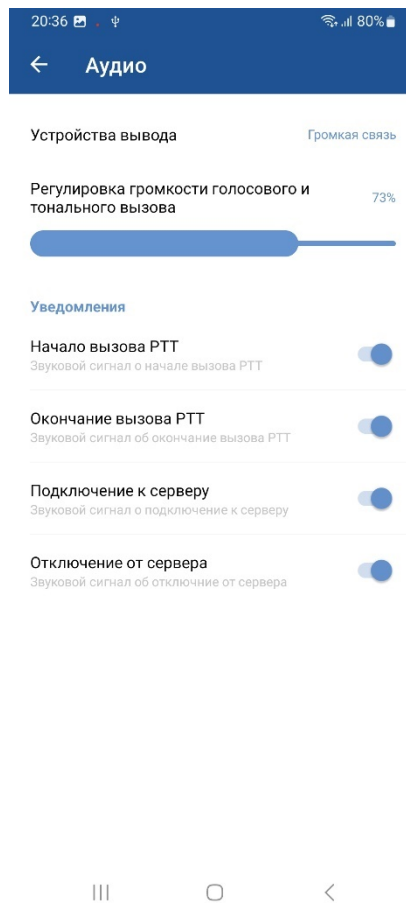 20:36 80%
Аудио
Устройства вывода Громкая связь
Регулировка громкости голосового и
тонального вызова 73%
Уведомления
Начало вызова PTT
Звуковой сигнал о начале вызова PTT
Окончание вызова PTT
Звуковой сигнал об окончание вызова PTT
Подключение к серверу
Звуковой сигнал о подключение к серверу
Отключение от сервера
Звуковой сигнал об отключние от сервера